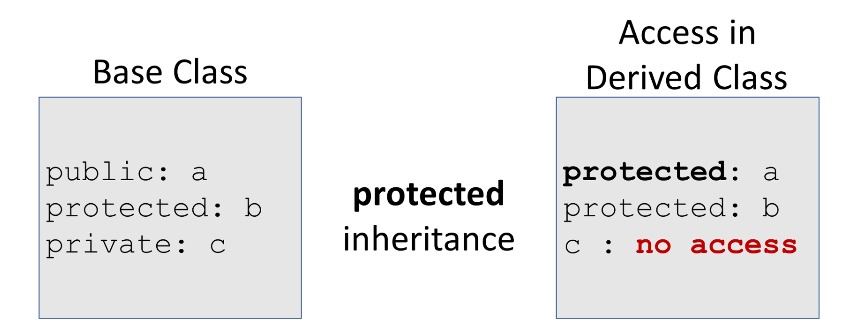 Base Class
public: a
protected: b
private: c
protected
inheritance
Access in
Derived Class
protected: a
protected: b
c : no access